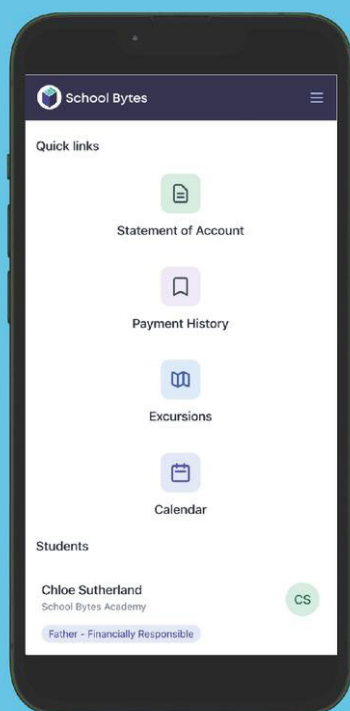 School Bytes
Quick links
Statement of Account
Payment History
Excursions
Calendar
Students
Chloe Sutherland
School Bytes Academy
CS
Father - Financially Responsible